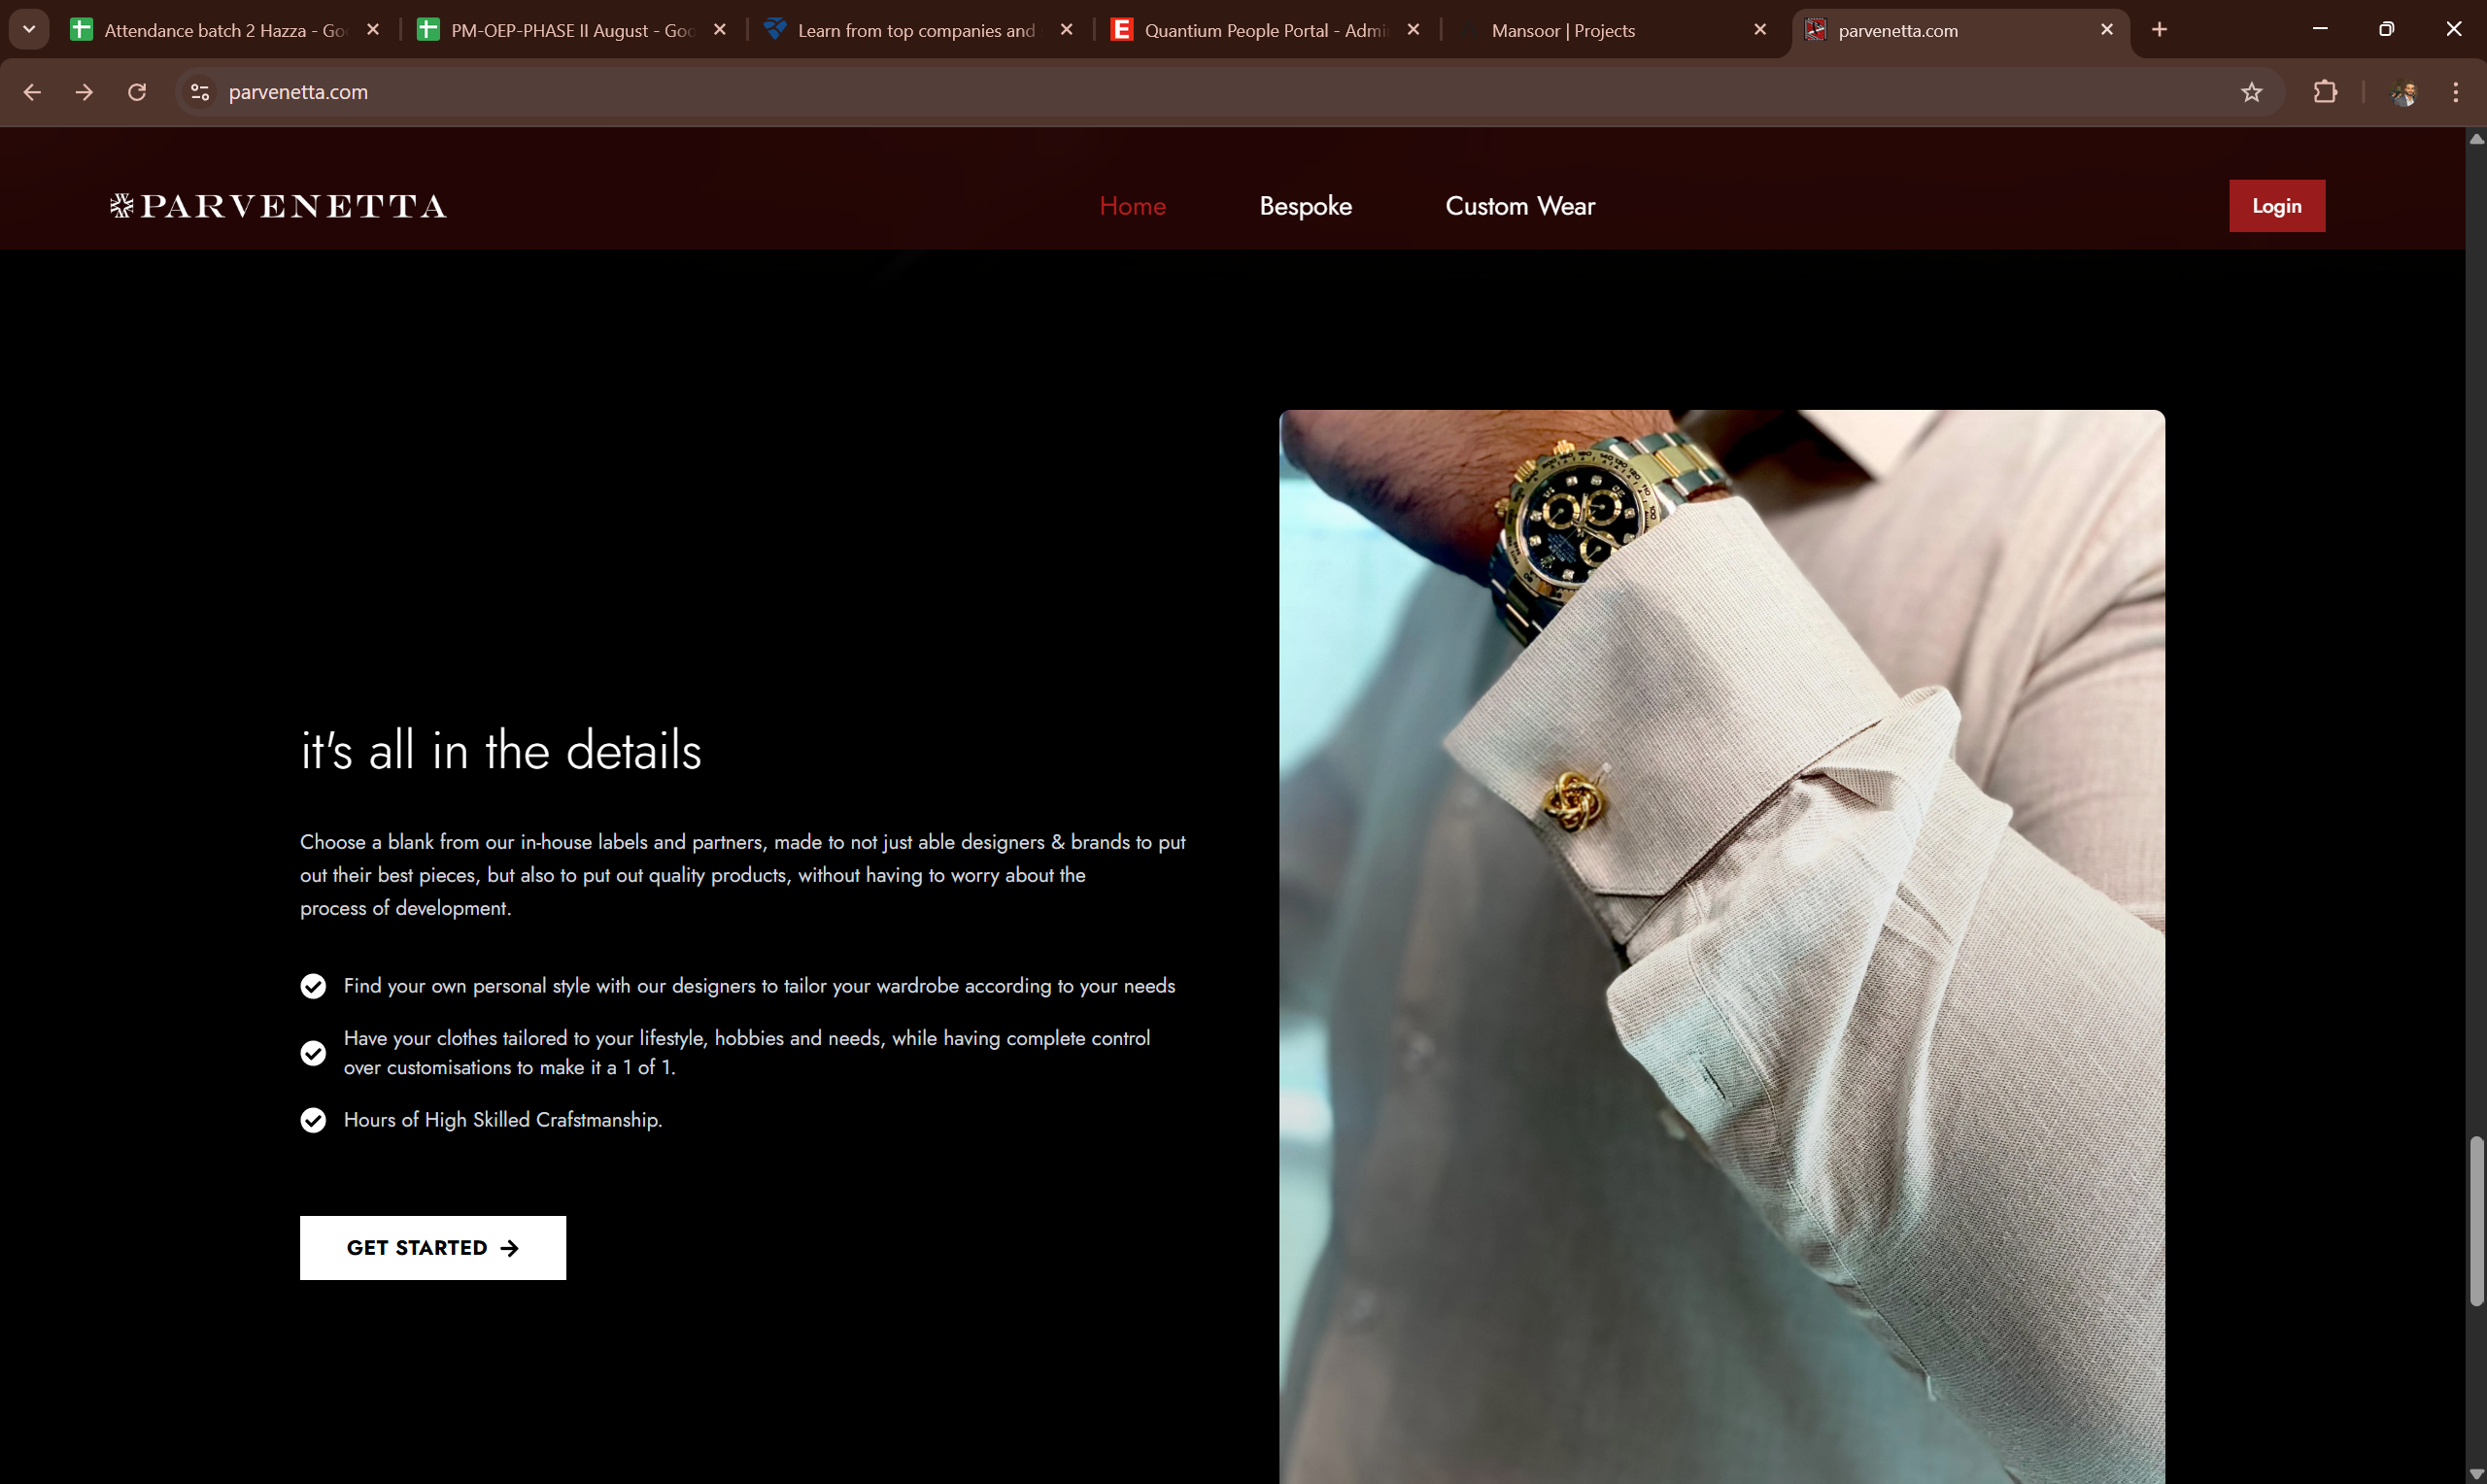 Attendance batch 2 Hazza - Go
PM-OEP-PHASE II August - Goo
Learn from top companies and
Quantium People Portal - Admi
Mansoor | Projects
parvenetta.com
parvenetta.com
PARVENETTA
Home
Bespoke
Custom Wear
Login
it's all in the details
Choose a blank from our in-house labels and partners, made to not just able designers & brands to put
out their best pieces, but also to put out quality products, without having to worry about the
process of development.
Find your own personal style with our designers to tailor your wardrobe according to your needs
Have your clothes tailored to your lifestyle, hobbies and needs, while having complete control
over customisations to make it a 1 of 1.
Hours of High Skilled Crafstmanship.
GET STARTED